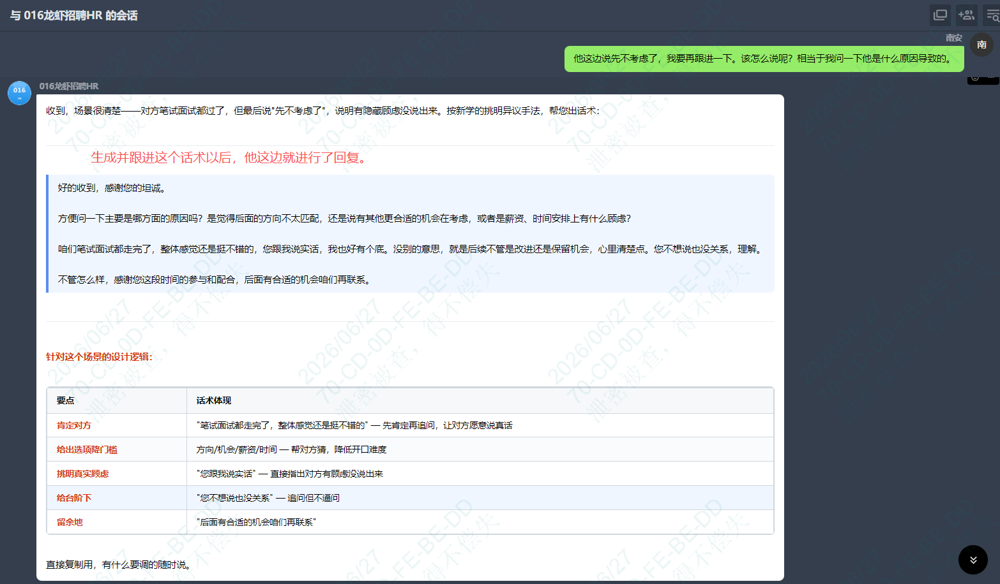 与 016龙虾招聘HR 的会话
南安
南
他这边说先不考虑了，我要再跟进一下。该怎么说呢？相当于我问一下他是什么原因导致的。
016龙虾招聘HR
016
收到，场景很清楚——对方笔试面试都过了，但最后说"先不考虑了"，说明有隐藏顾虑没说出来。按新学的挑明异议手法，帮您出话术：
生成并跟进这个话术以后，他这边就进行了回复。
好的收到，感谢您的坦诚。
方便问一下主要是哪方面的原因吗？是觉得后面的方向不太匹配，还是说有其他更合适的机会在考虑，或者是薪资、时间安排上有什么顾虑？
咱们笔试面试都走完了，整体感觉还是挺不错的，您跟我说实话，我也好有个底。没别的意思，就是后续不管是改进还是保留机会，心里清楚点。您不想说也没关系，理解。
不管怎么样，感谢您这段时间的参与和配合，后面有合适的机会咱们再联系。
针对这个场景的设计逻辑：
要点 话术体现
肯定对方 "笔试面试都走完了，整体感觉还是挺不错的" — 先肯定再追问，让对方愿意说真话
给出选项降门槛 方向/机会/薪资/时间 — 帮对方猜，降低开口难度
挑明真实顾虑 "您跟我说实话" — 直接指出对方有顾虑没说出来
给台阶下 "您不想说也没关系" — 追问但不逼问
留余地 "后面有合适的机会咱们再联系"
直接复制用，有什么要调的随时说。
2026/06/27
70-CD-0D-FE-BE-DD
泄密被查，得不偿失